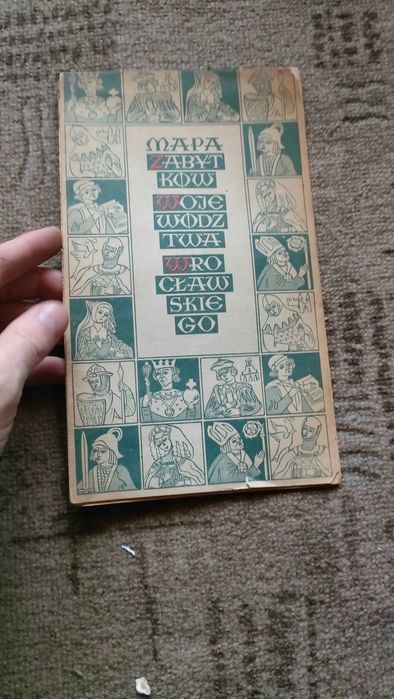 MAPA
ZABYT
KÓW
WOJE
WÓDZ
TWA
WRO
CŁAW
SKIE
GO